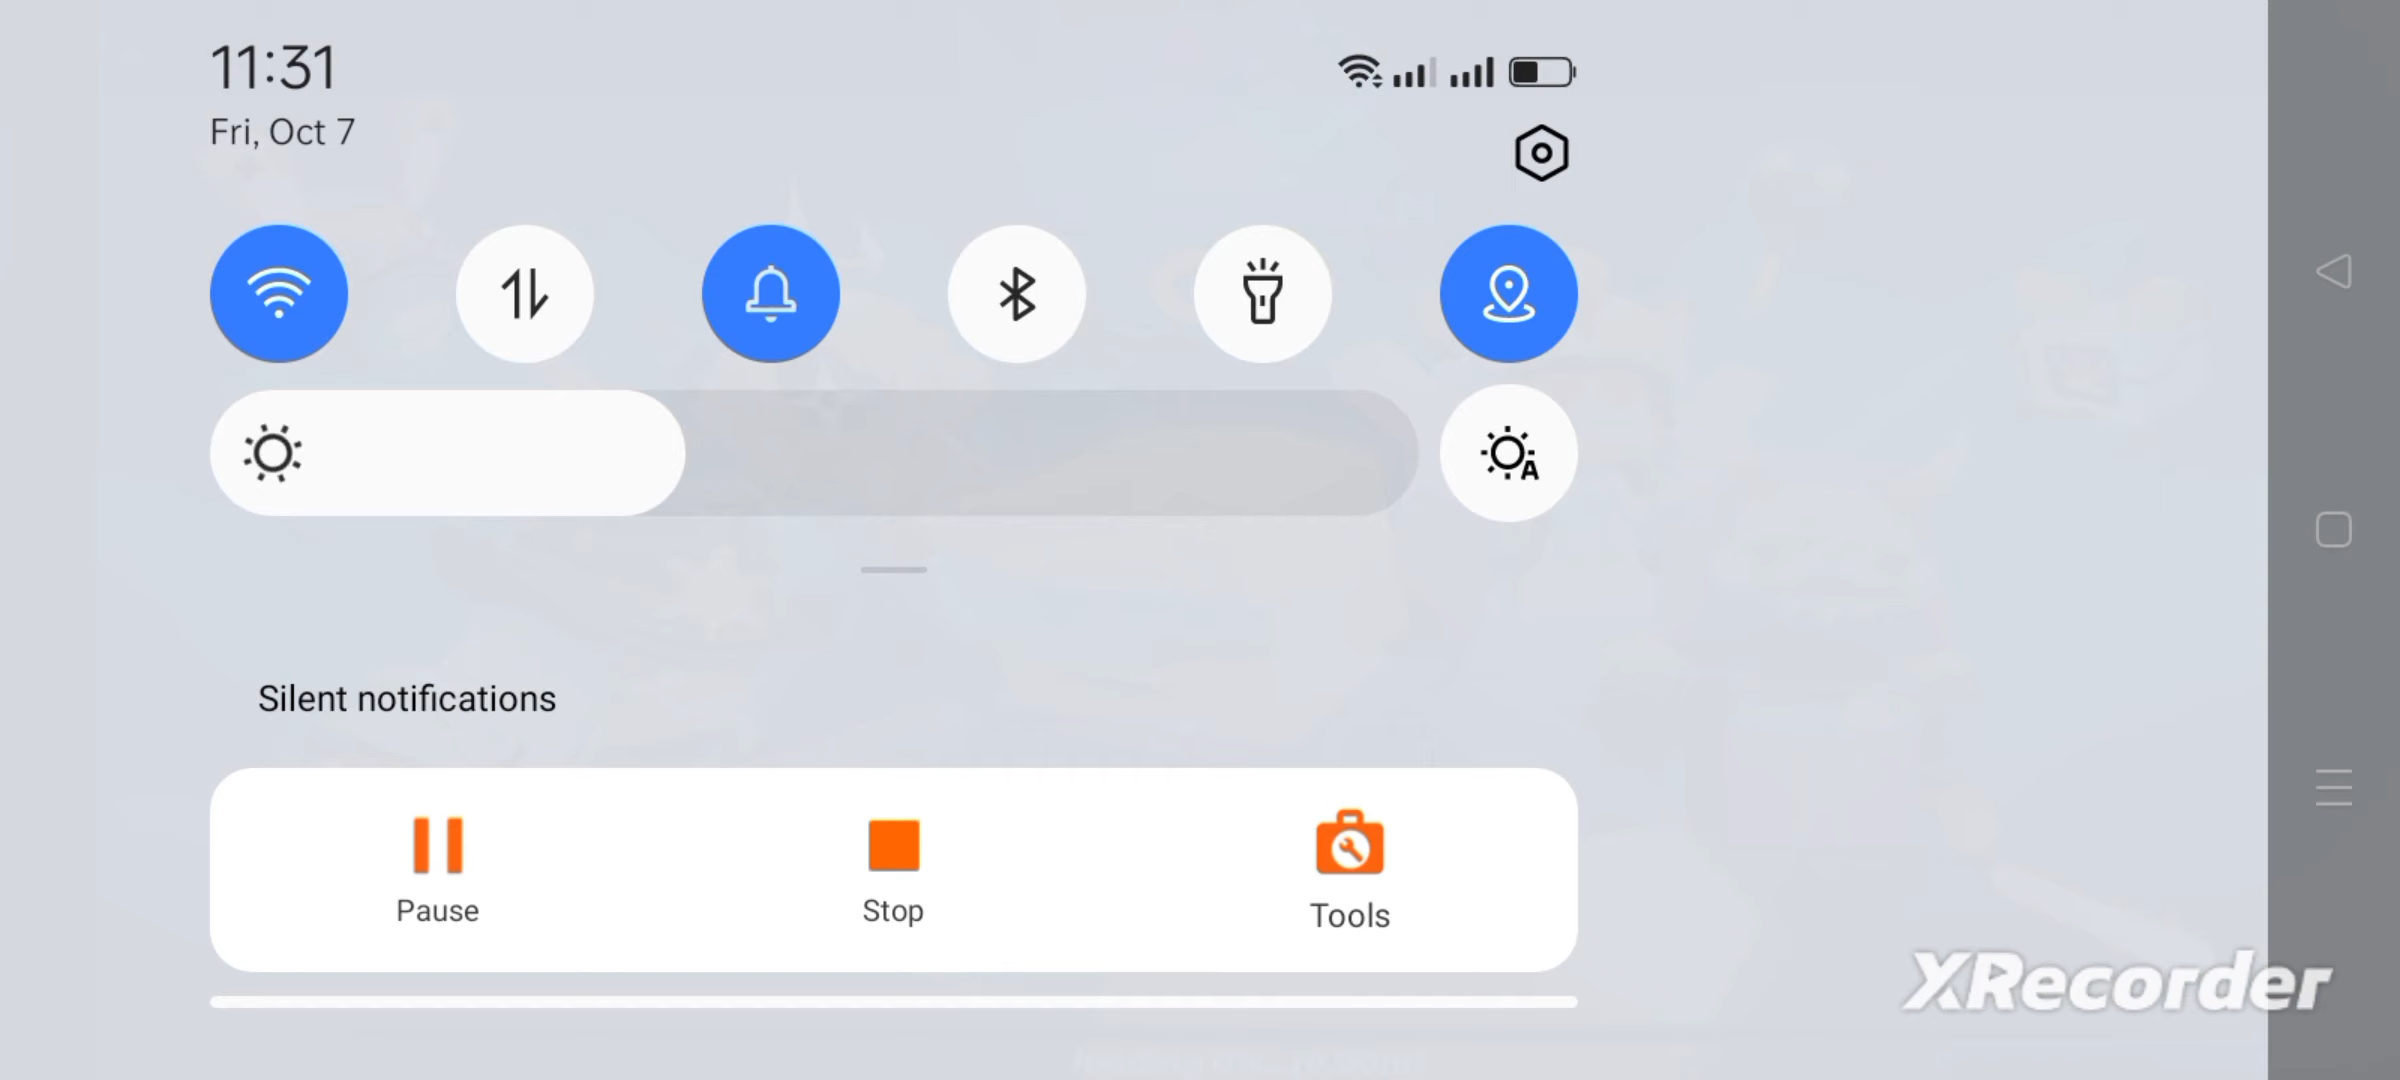 11:31
Fri, Oct 7
Silent notifications
Pause
Stop
Tools
XRecorder